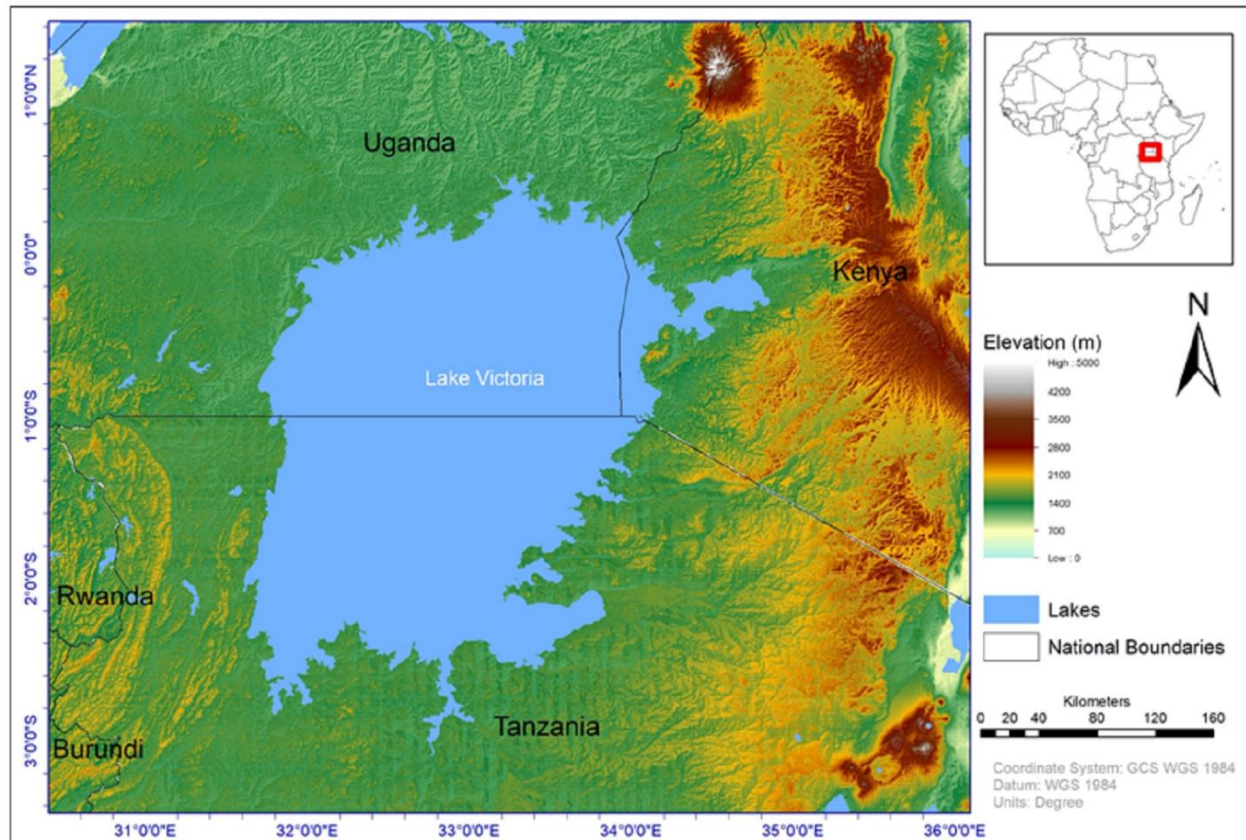 1°0'0"N
0°0'0"
1°0'0"S
2°0'0"S
3°0'0"S
Uganda
Kenya
Lake Victoria
Rwanda
Burundi
Tanzania
31°0'0"E
32°0'0"E
33°0'0"E
34°0'0"E
35°0'0"E
36°0'0"E
N
Elevation (m)
High : 5000
4200
3500
2800
2100
1400
700
Low : 0
Lakes
National Boundaries
Kilometers
0 20 40 80 120 160
Coordinate System: GCS WGS 1984
Datum: WGS 1984
Units: Degree